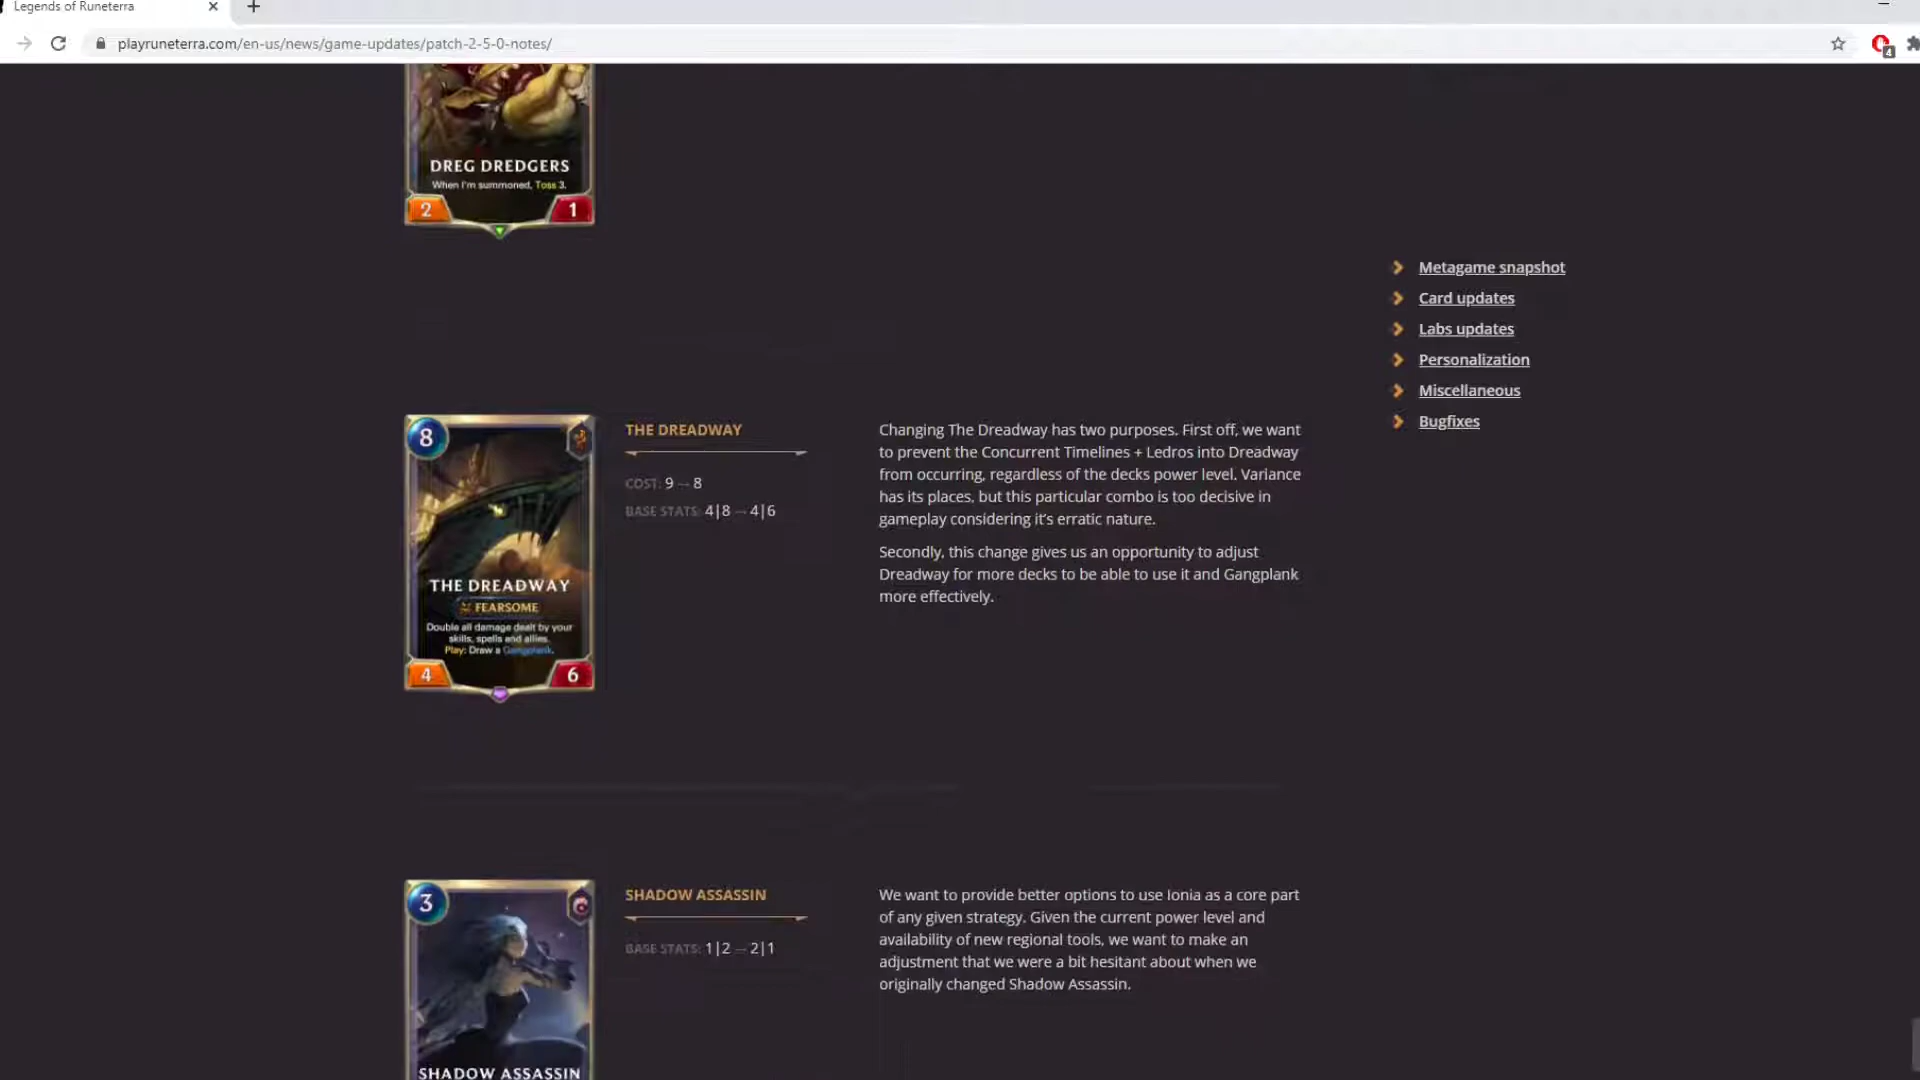 Legends of Runeterra
playruneterra.com/en-us/news/game-updates/patch-2-5-0-notes/
4
DREG DREDGERS
When I'm summoned, Toss 3.
2 1
Metagame snapshot
Card updates
Labs updates
Personalization
Miscellaneous
Bugfixes
8
THE DREADWAY
FEARSOME
Double all damage dealt by your
skills, spells and allies.
Play: Draw a Gangplank.
4 6
THE DREADWAY
COST: 9 → 8
BASE STATS: 4|8 → 4|6
Changing The Dreadway has two purposes. First off, we want
to prevent the Concurrent Timelines + Ledros into Dreadway
from occurring, regardless of the decks power level. Variance
has its places, but this particular combo is too decisive in
gameplay considering it's erratic nature.
Secondly, this change gives us an opportunity to adjust
Dreadway for more decks to be able to use it and Gangplank
more effectively.
3
SHADOW ASSASSIN
SHADOW ASSASSIN
BASE STATS: 1|2 → 2|1
We want to provide better options to use Ionia as a core part
of any given strategy. Given the current power level and
availability of new regional tools, we want to make an
adjustment that we were a bit hesitant about when we
originally changed Shadow Assassin.